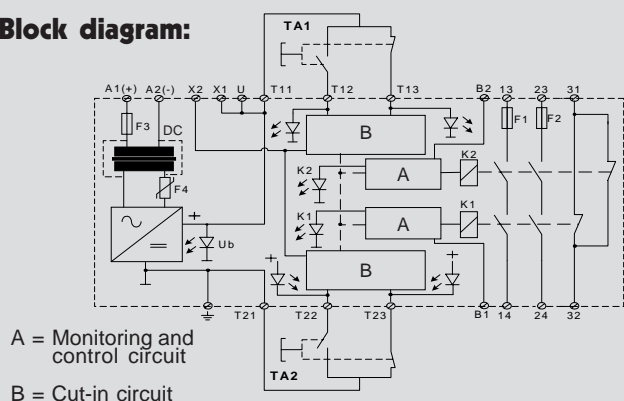 Block diagram:
TA1
A1(+) A2(-) X2 X1 U T11 T12 T13 B2 13 23 31
F3 DC F1 F2
B
K2 A K2
F4
K1 A K1
+ Ub
+ B +
T21 T22 T23 B1 14 24 32
TA2
A = Monitoring and
control circuit
B = Cut-in circuit